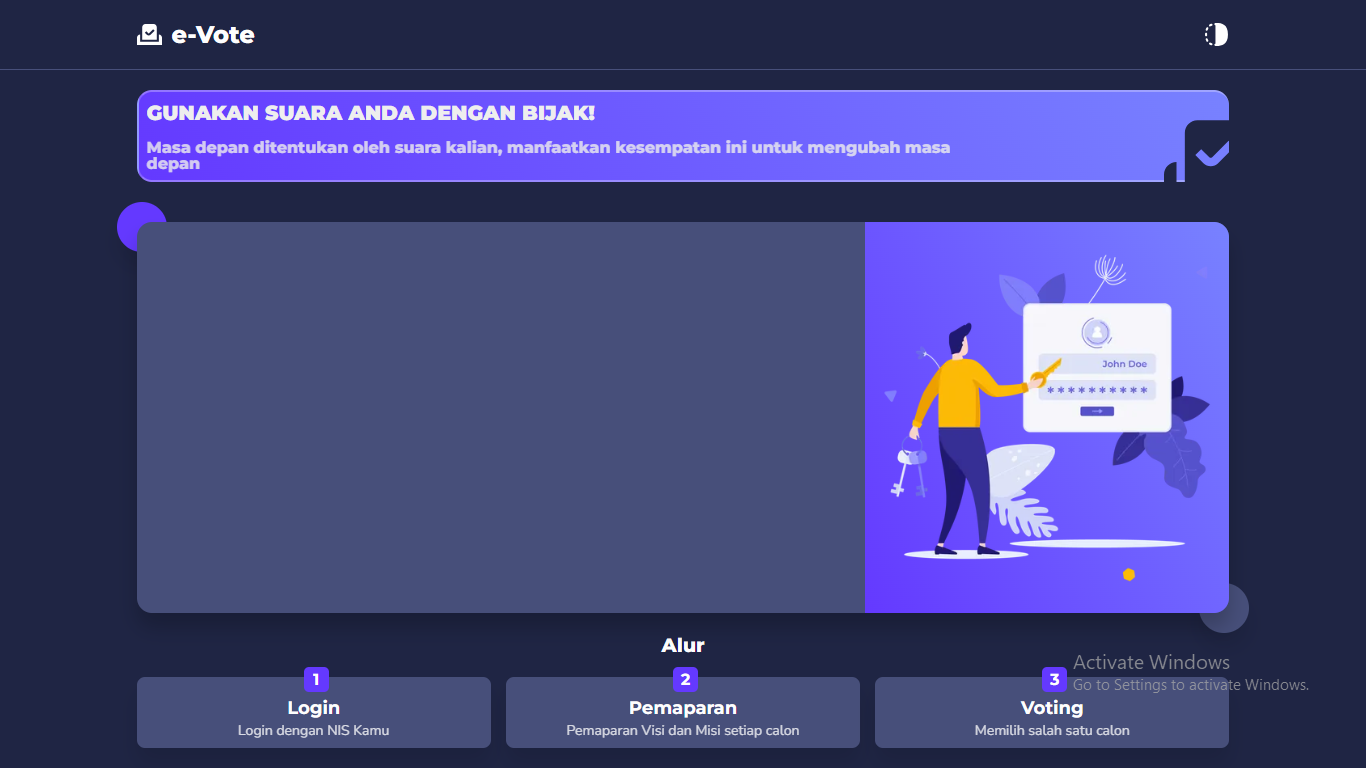 e-Vote
GUNAKAN SUARA ANDA DENGAN BIJAK!
Masa depan ditentukan oleh suara kalian, manfaatkan kesempatan ini untuk mengubah masa
depan
John Doe
**********
Alur
1
Login
Login dengan NIS Kamu
2
Pemaparan
Pemaparan Visi dan Misi setiap calon
3
Voting
Memilih salah satu calon
Activate Windows
Go to Settings to activate Windows.